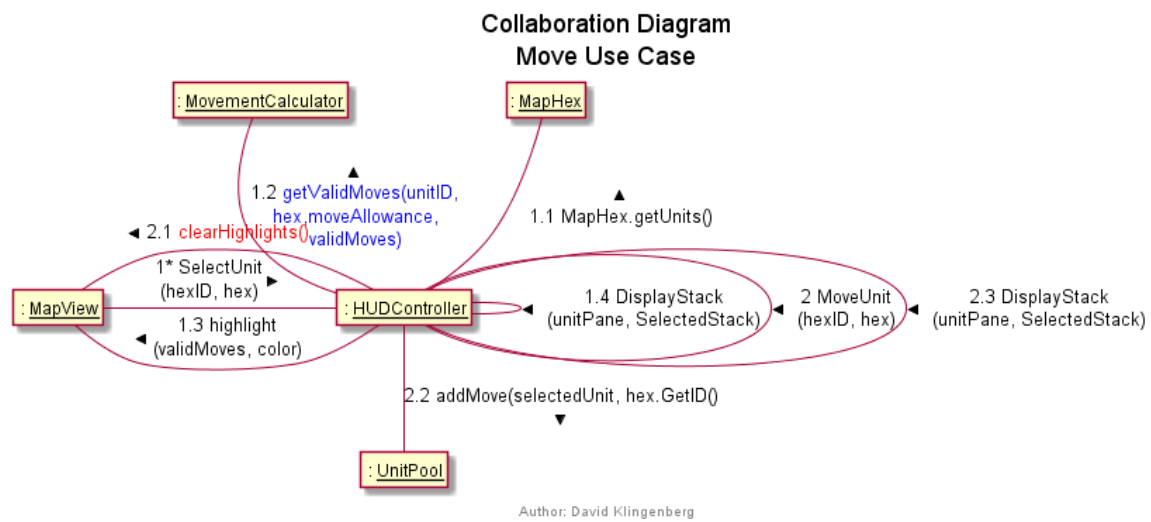 Collaboration Diagram
Move Use Case
: MovementCalculator
: MapHex
1.2 getValidMoves(unitID,
hex,moveAllowance,
validMoves)
1.1 MapHex.getUnits()
2.1 clearHighlights()
1* SelectUnit
(hexID, hex)
: MapView
: HUDController
1.3 highlight
(validMoves, color)
1.4 DisplayStack
(unitPane, SelectedStack)
2 MoveUnit
(hexID, hex)
2.3 DisplayStack
(unitPane, SelectedStack)
2.2 addMove(selectedUnit, hex.GetID()
: UnitPool
Author: David Klingenberg